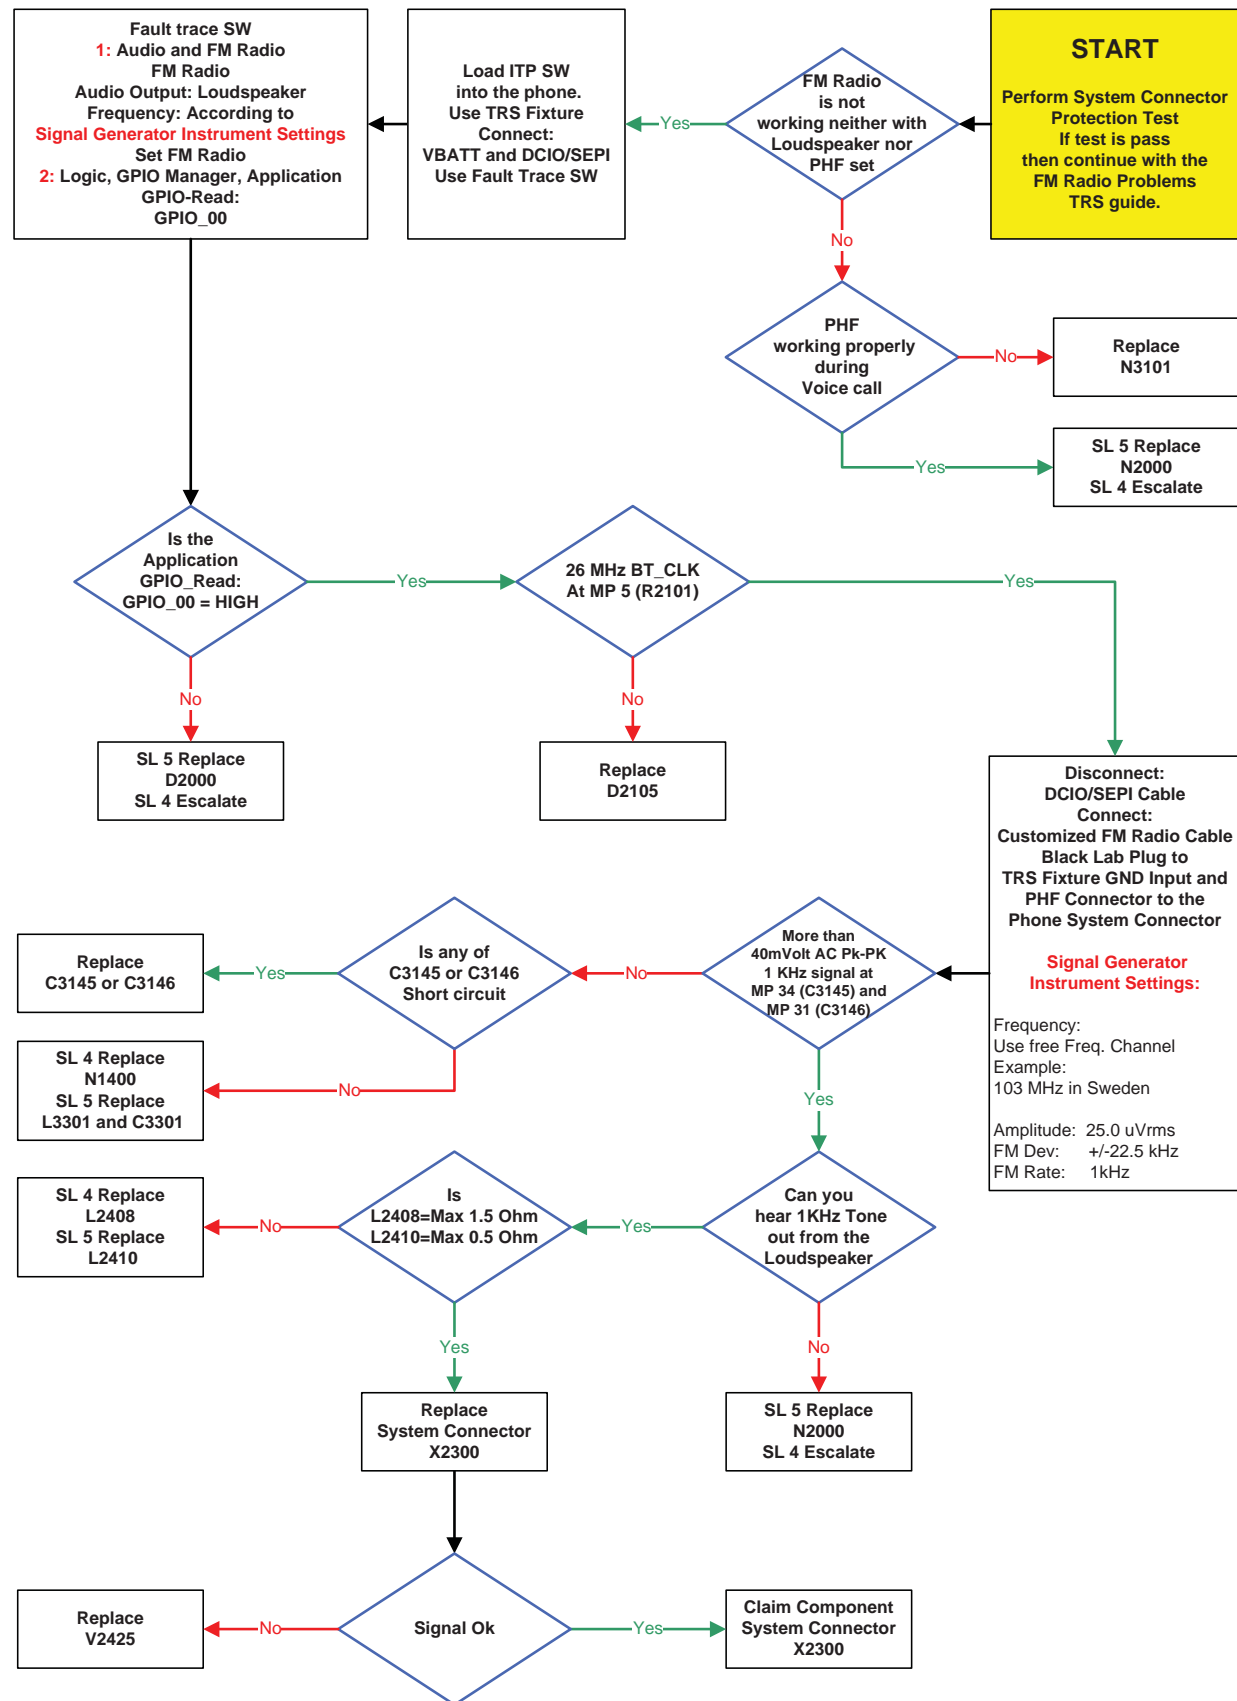 Fault trace SW
1: Audio and FM Radio
FM Radio
Audio Output: Loudspeaker
Frequency: According to
Signal Generator Instrument Settings
Set FM Radio
2: Logic, GPIO Manager, Application
GPIO-Read:
GPIO_00
Load ITP SW
into the phone.
Use TRS Fixture
Connect:
VBATT and DCIO/SEPI
Use Fault Trace SW
Yes
FM Radio
is not
working neither with
Loudspeaker nor
PHF set
START
Perform System Connector
Protection Test
If test is pass
then continue with the
FM Radio Problems
TRS guide.
No
PHF
working properly
during
Voice call
No
Replace
N3101
Yes
SL 5 Replace
N2000
SL 4 Escalate
Is the
Application
GPIO_Read:
GPIO_00 = HIGH
Yes
26 MHz BT_CLK
At MP 5 (R2101)
Yes
No
SL 5 Replace
D2000
SL 4 Escalate
No
Replace
D2105
Disconnect:
DCIO/SEPI Cable
Connect:
Customized FM Radio Cable
Black Lab Plug to
TRS Fixture GND Input and
PHF Connector to the
Phone System Connector
Signal Generator
Instrument Settings:
Frequency:
Use free Freq. Channel
Example:
103 MHz in Sweden
Amplitude: 25.0 uVrms
FM Dev: +/-22.5 kHz
FM Rate: 1kHz
More than
40mVolt AC Pk-PK
1 KHz signal at
MP 34 (C3145) and
MP 31 (C3146)
No
Is any of
C3145 or C3146
Short circuit
Yes
Replace
C3145 or C3146
No
SL 4 Replace
N1400
SL 5 Replace
L3301 and C3301
Yes
Can you
hear 1KHz Tone
out from the
Loudspeaker
Yes
Is
L2408=Max 1.5 Ohm
L2410=Max 0.5 Ohm
No
SL 4 Replace
L2408
SL 5 Replace
L2410
Yes
Replace
System Connector
X2300
No
SL 5 Replace
N2000
SL 4 Escalate
Signal Ok
No
Replace
V2425
Yes
Claim Component
System Connector
X2300